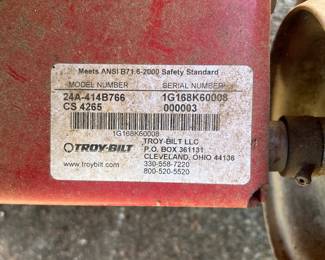 Meets ANSI B71.6-2000 Safety Standard
MODEL NUMBER SERIAL NUMBER
24A-414B766 1G168K60008
CS 4265 000003
1G168K60008
TROY-BILT TROY-BILT LLC
P.O. BOX 361131
CLEVELAND, OHIO 44136
www.troybilt.com 330-558-7220
800-520-5520